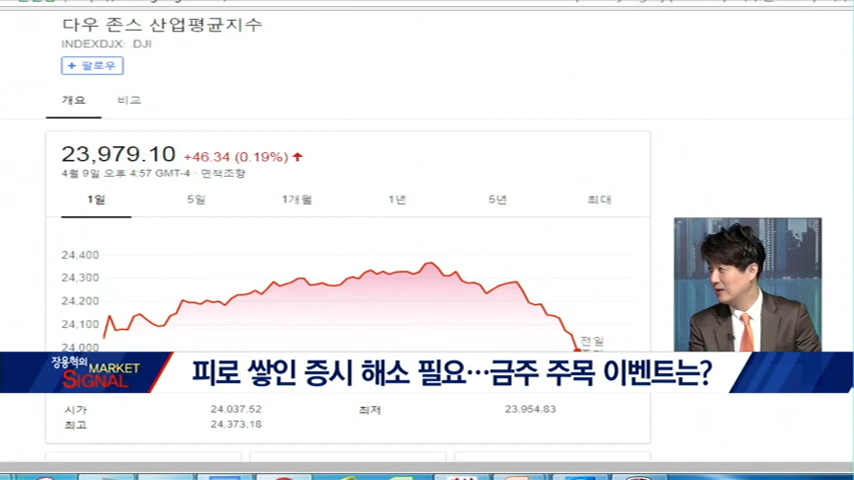 다우 존스 산업평균지수
INDEXDJX: .DJI
+ 팔로우
개요 비교
23,979.10 +46.34 (0.19%)
4월 9일 오후 4:57 GMT-4 · 면책조항
1일 5일 1개월 1년 5년 최대
24,400
24,300
24,200
24,100
24,000
전일
장용혁의
MARKET
SIGNAL
피로 쌓인 증시 해소 필요…금주 주목 이벤트는?
시가 24,037.52 최저 23,954.83
최고 24,373.18